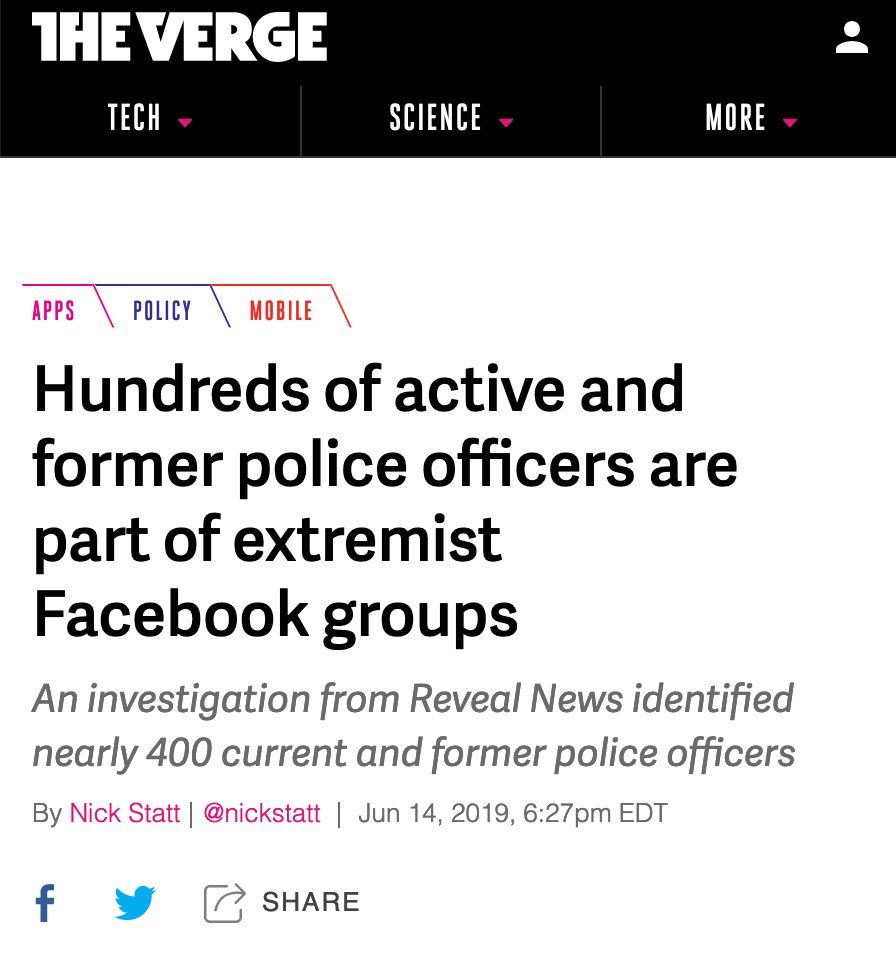 THE VERGE
TECH SCIENCE MORE
APPS POLICY MOBILE
Hundreds of active and
former police officers are
part of extremist
Facebook groups
An investigation from Reveal News identified
nearly 400 current and former police officers
By Nick Statt | @nickstatt | Jun 14, 2019, 6:27pm EDT
f SHARE